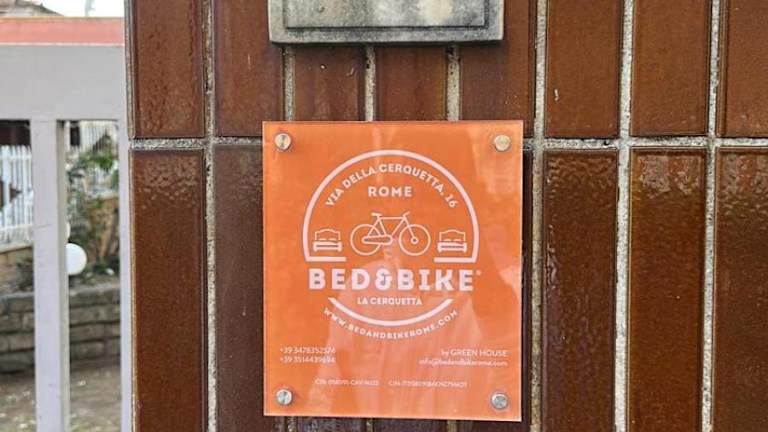 VIA DELLA CERQUETTA, 16
ROME
BED&BIKE®
LA CERQUETTA
WWW.BEDANDBIKEROME.COM
+39 3478352574
+39 3514439694
by GREEN HOUSE
info@bedandbikerome.com